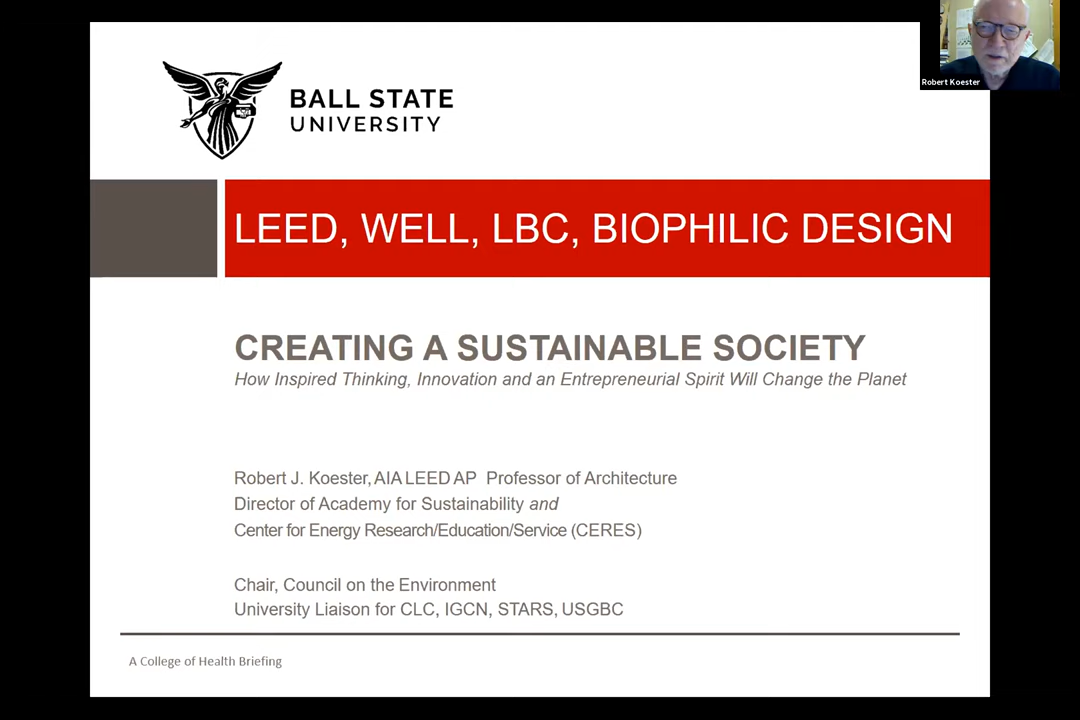 Robert Koester
BALL STATE
UNIVERSITY
LEED, WELL, LBC, BIOPHILIC DESIGN
CREATING A SUSTAINABLE SOCIETY
How Inspired Thinking, Innovation and an Entrepreneurial Spirit Will Change the Planet
Robert J. Koester, AIA LEED AP Professor of Architecture
Director of Academy for Sustainability and
Center for Energy Research/Education/Service (CERES)
Chair, Council on the Environment
University Liaison for CLC, IGCN, STARS, USGBC
A College of Health Briefing